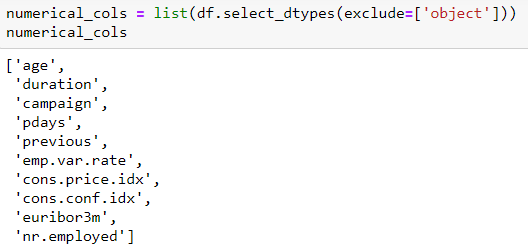 numerical_cols = list(df.select_dtypes(exclude=['object']))
numerical_cols
['age',
 'duration',
 'campaign',
 'pdays',
 'previous',
 'emp.var.rate',
 'cons.price.idx',
 'cons.conf.idx',
 'euribor3m',
 'nr.employed']